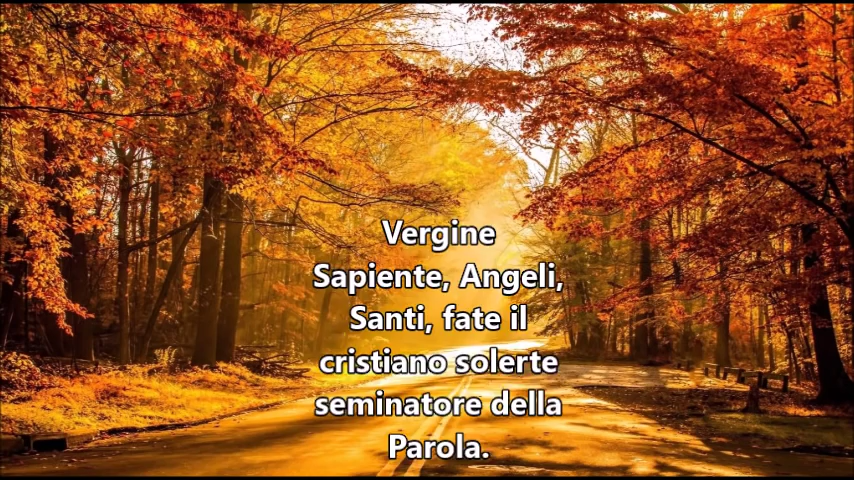 Vergine
Sapiente, Angeli,
Santi, fate il
cristiano solerte
seminatore della
Parola.